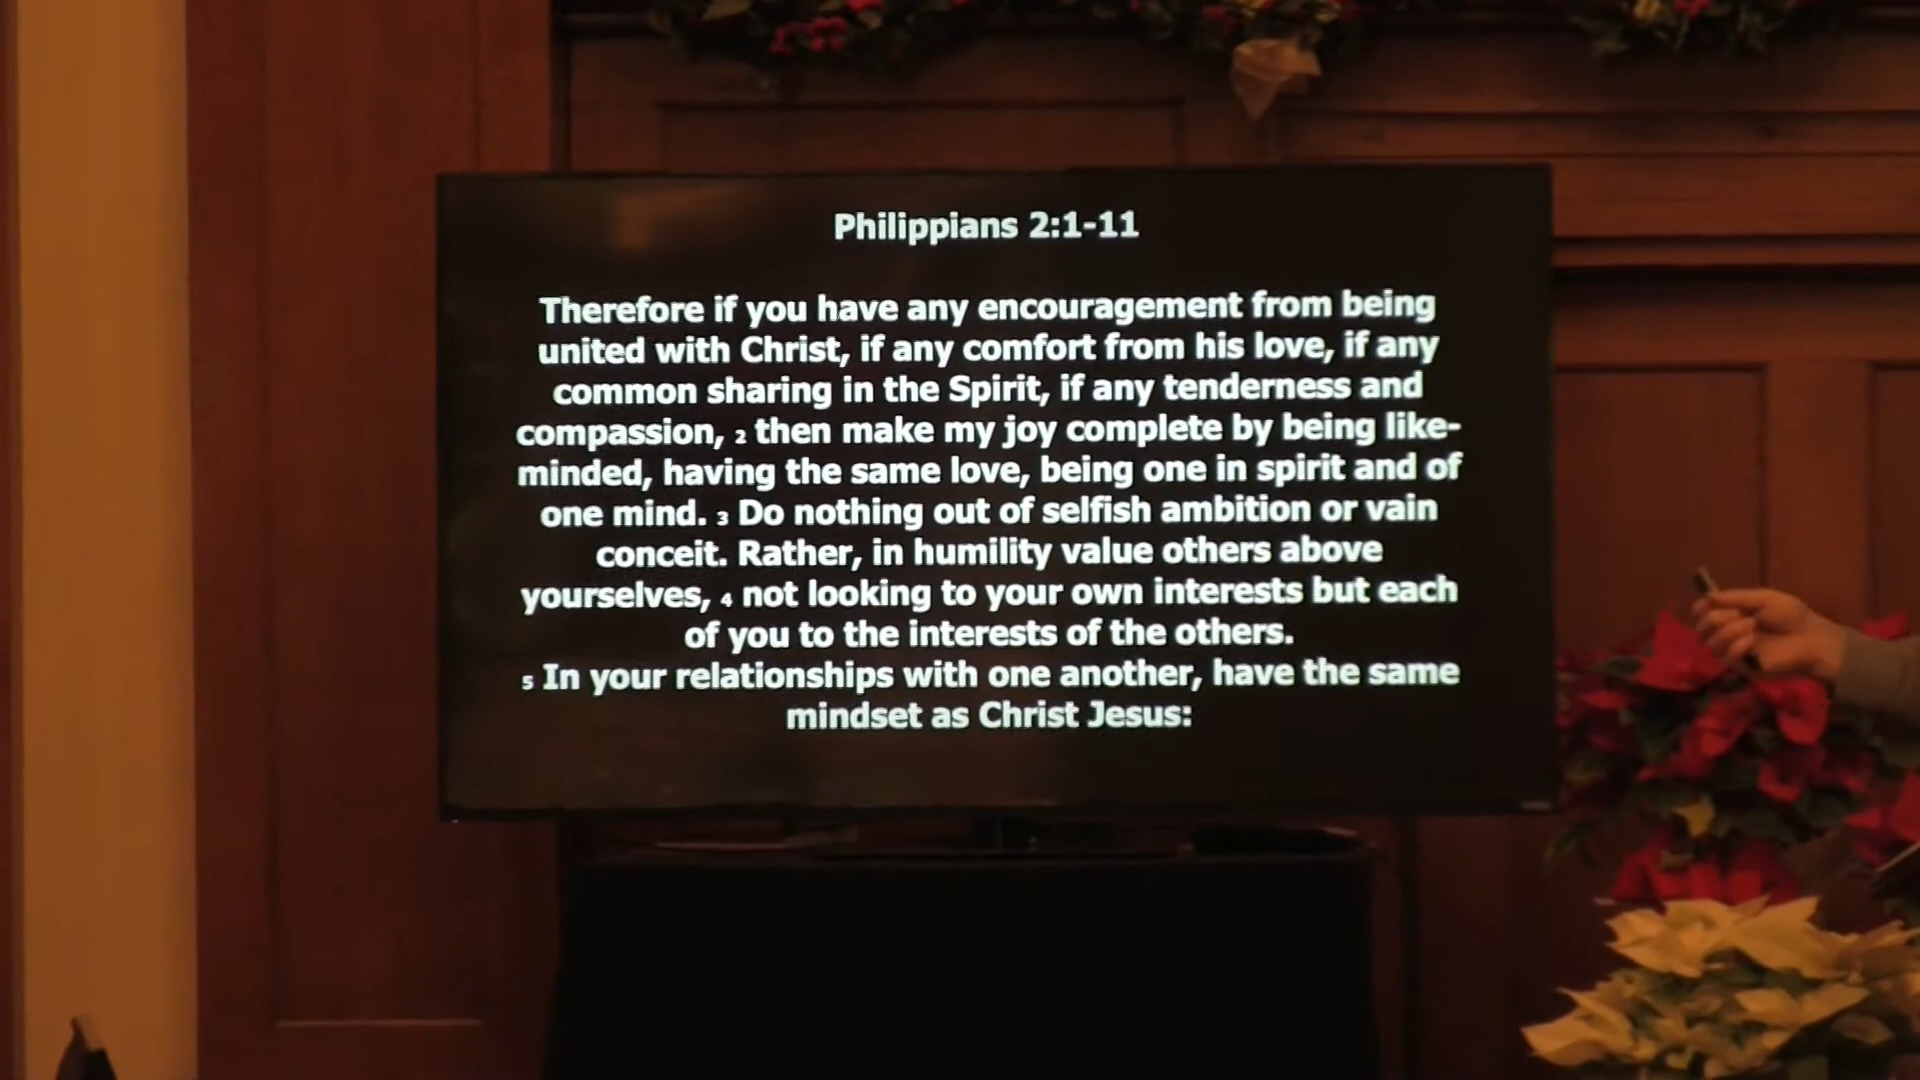 Philippians 2:1-11
Therefore if you have any encouragement from being
united with Christ, if any comfort from his love, if any
common sharing in the Spirit, if any tenderness and
compassion, 2 then make my joy complete by being like-
minded, having the same love, being one in spirit and of
one mind. 3 Do nothing out of selfish ambition or vain
conceit. Rather, in humility value others above
yourselves, 4 not looking to your own interests but each
of you to the interests of the others.
5 In your relationships with one another, have the same
mindset as Christ Jesus: